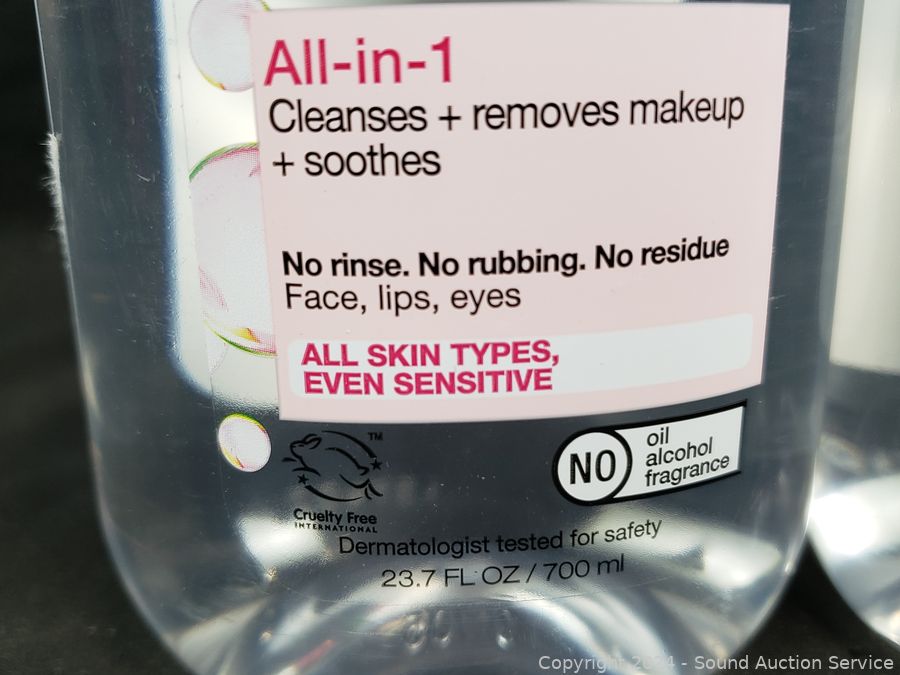 All-in-1
Cleanses + removes makeup
+ soothes
No rinse. No rubbing. No residue
Face, lips, eyes
ALL SKIN TYPES,
EVEN SENSITIVE
TM
Cruelty Free
INTERNATIONAL
NO
oil
alcohol
fragrance
Dermatologist tested for safety
23.7 FL OZ / 700 ml
Copyright 2024 - Sound Auction Service